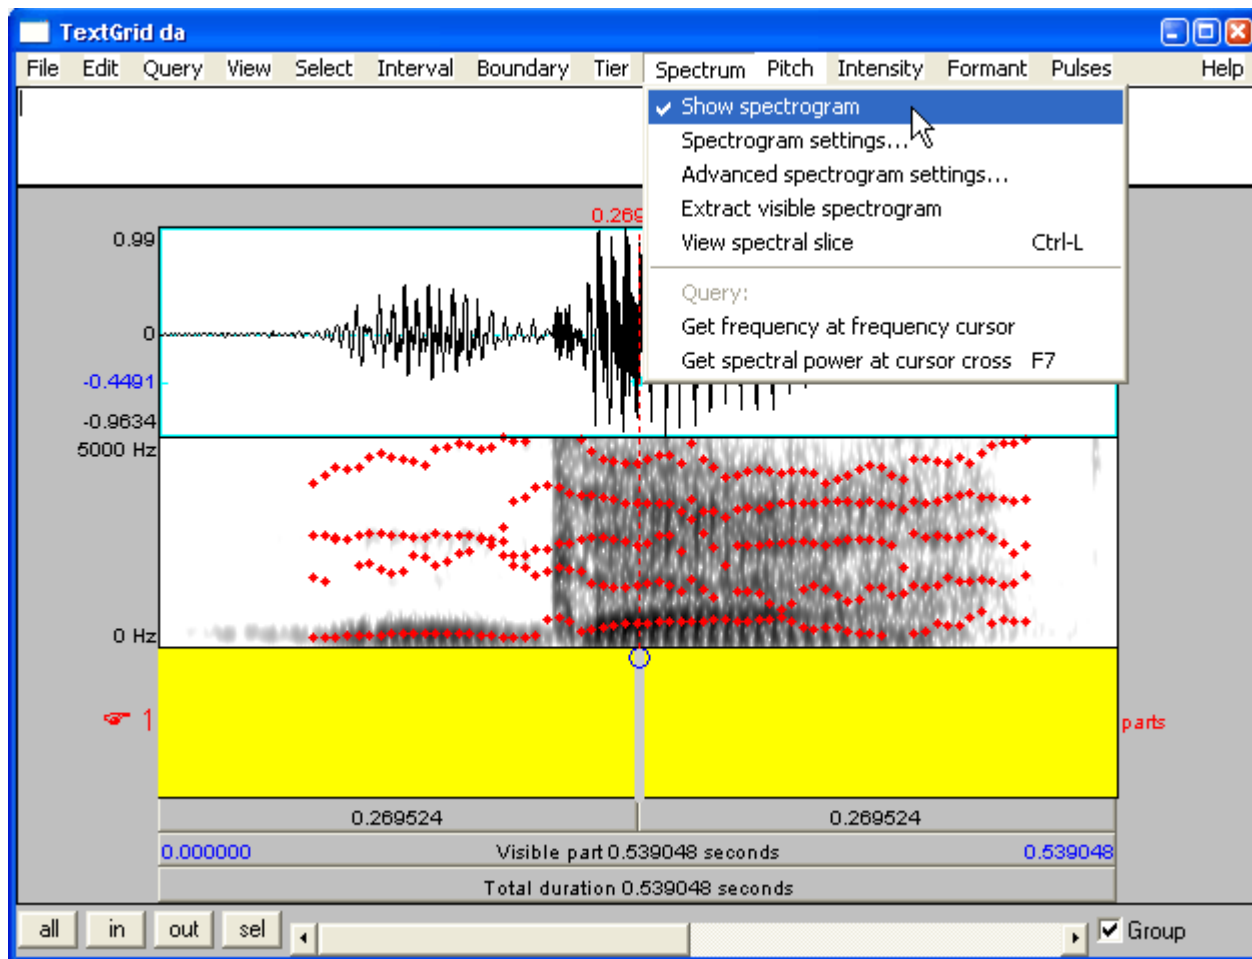 TextGrid da
File Edit Query View Select Interval Boundary Tier Spectrum Pitch Intensity Formant Pulses Help
Show spectrogram
Spectrogram settings...
Advanced spectrogram settings...
Extract visible spectrogram
View spectral slice Ctrl-L
Query:
Get frequency at frequency cursor
Get spectral power at cursor cross F7
0.269
0.99
0
-0.4491
-0.9634
5000 Hz
0 Hz
1
parts
0.269524 0.269524
0.000000 Visible part 0.539048 seconds 0.539048
Total duration 0.539048 seconds
all in out sel Group